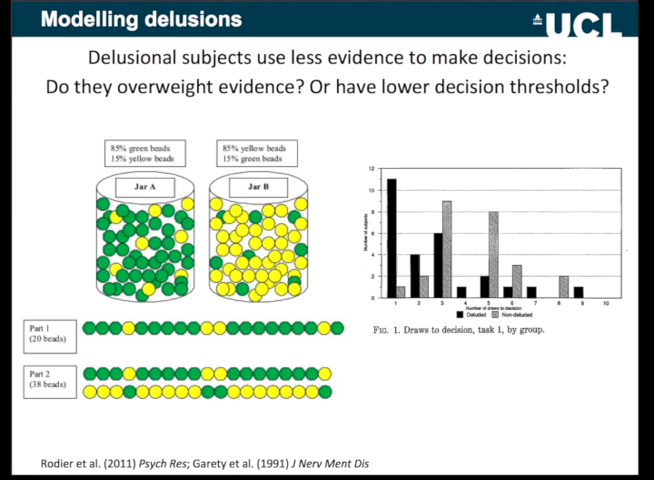 Modelling delusions
UCL
Delusional subjects use less evidence to make decisions:
Do they overweight evidence? Or have lower decision thresholds?
85% green beads
15% yellow beads
85% yellow beads
15% green beads
Jar A
Jar B
Part 1
(20 beads)
Part 2
(38 beads)
Number of subjects
12
10
8
6
4
2
0
1 2 3 4 5 6 7 8 9 10
Number of draws to decision
Deluded Non-deluded
FIG. 1. Draws to decision, task 1, by group.
Rodier et al. (2011) Psych Res; Garety et al. (1991) J Nerv Ment Dis